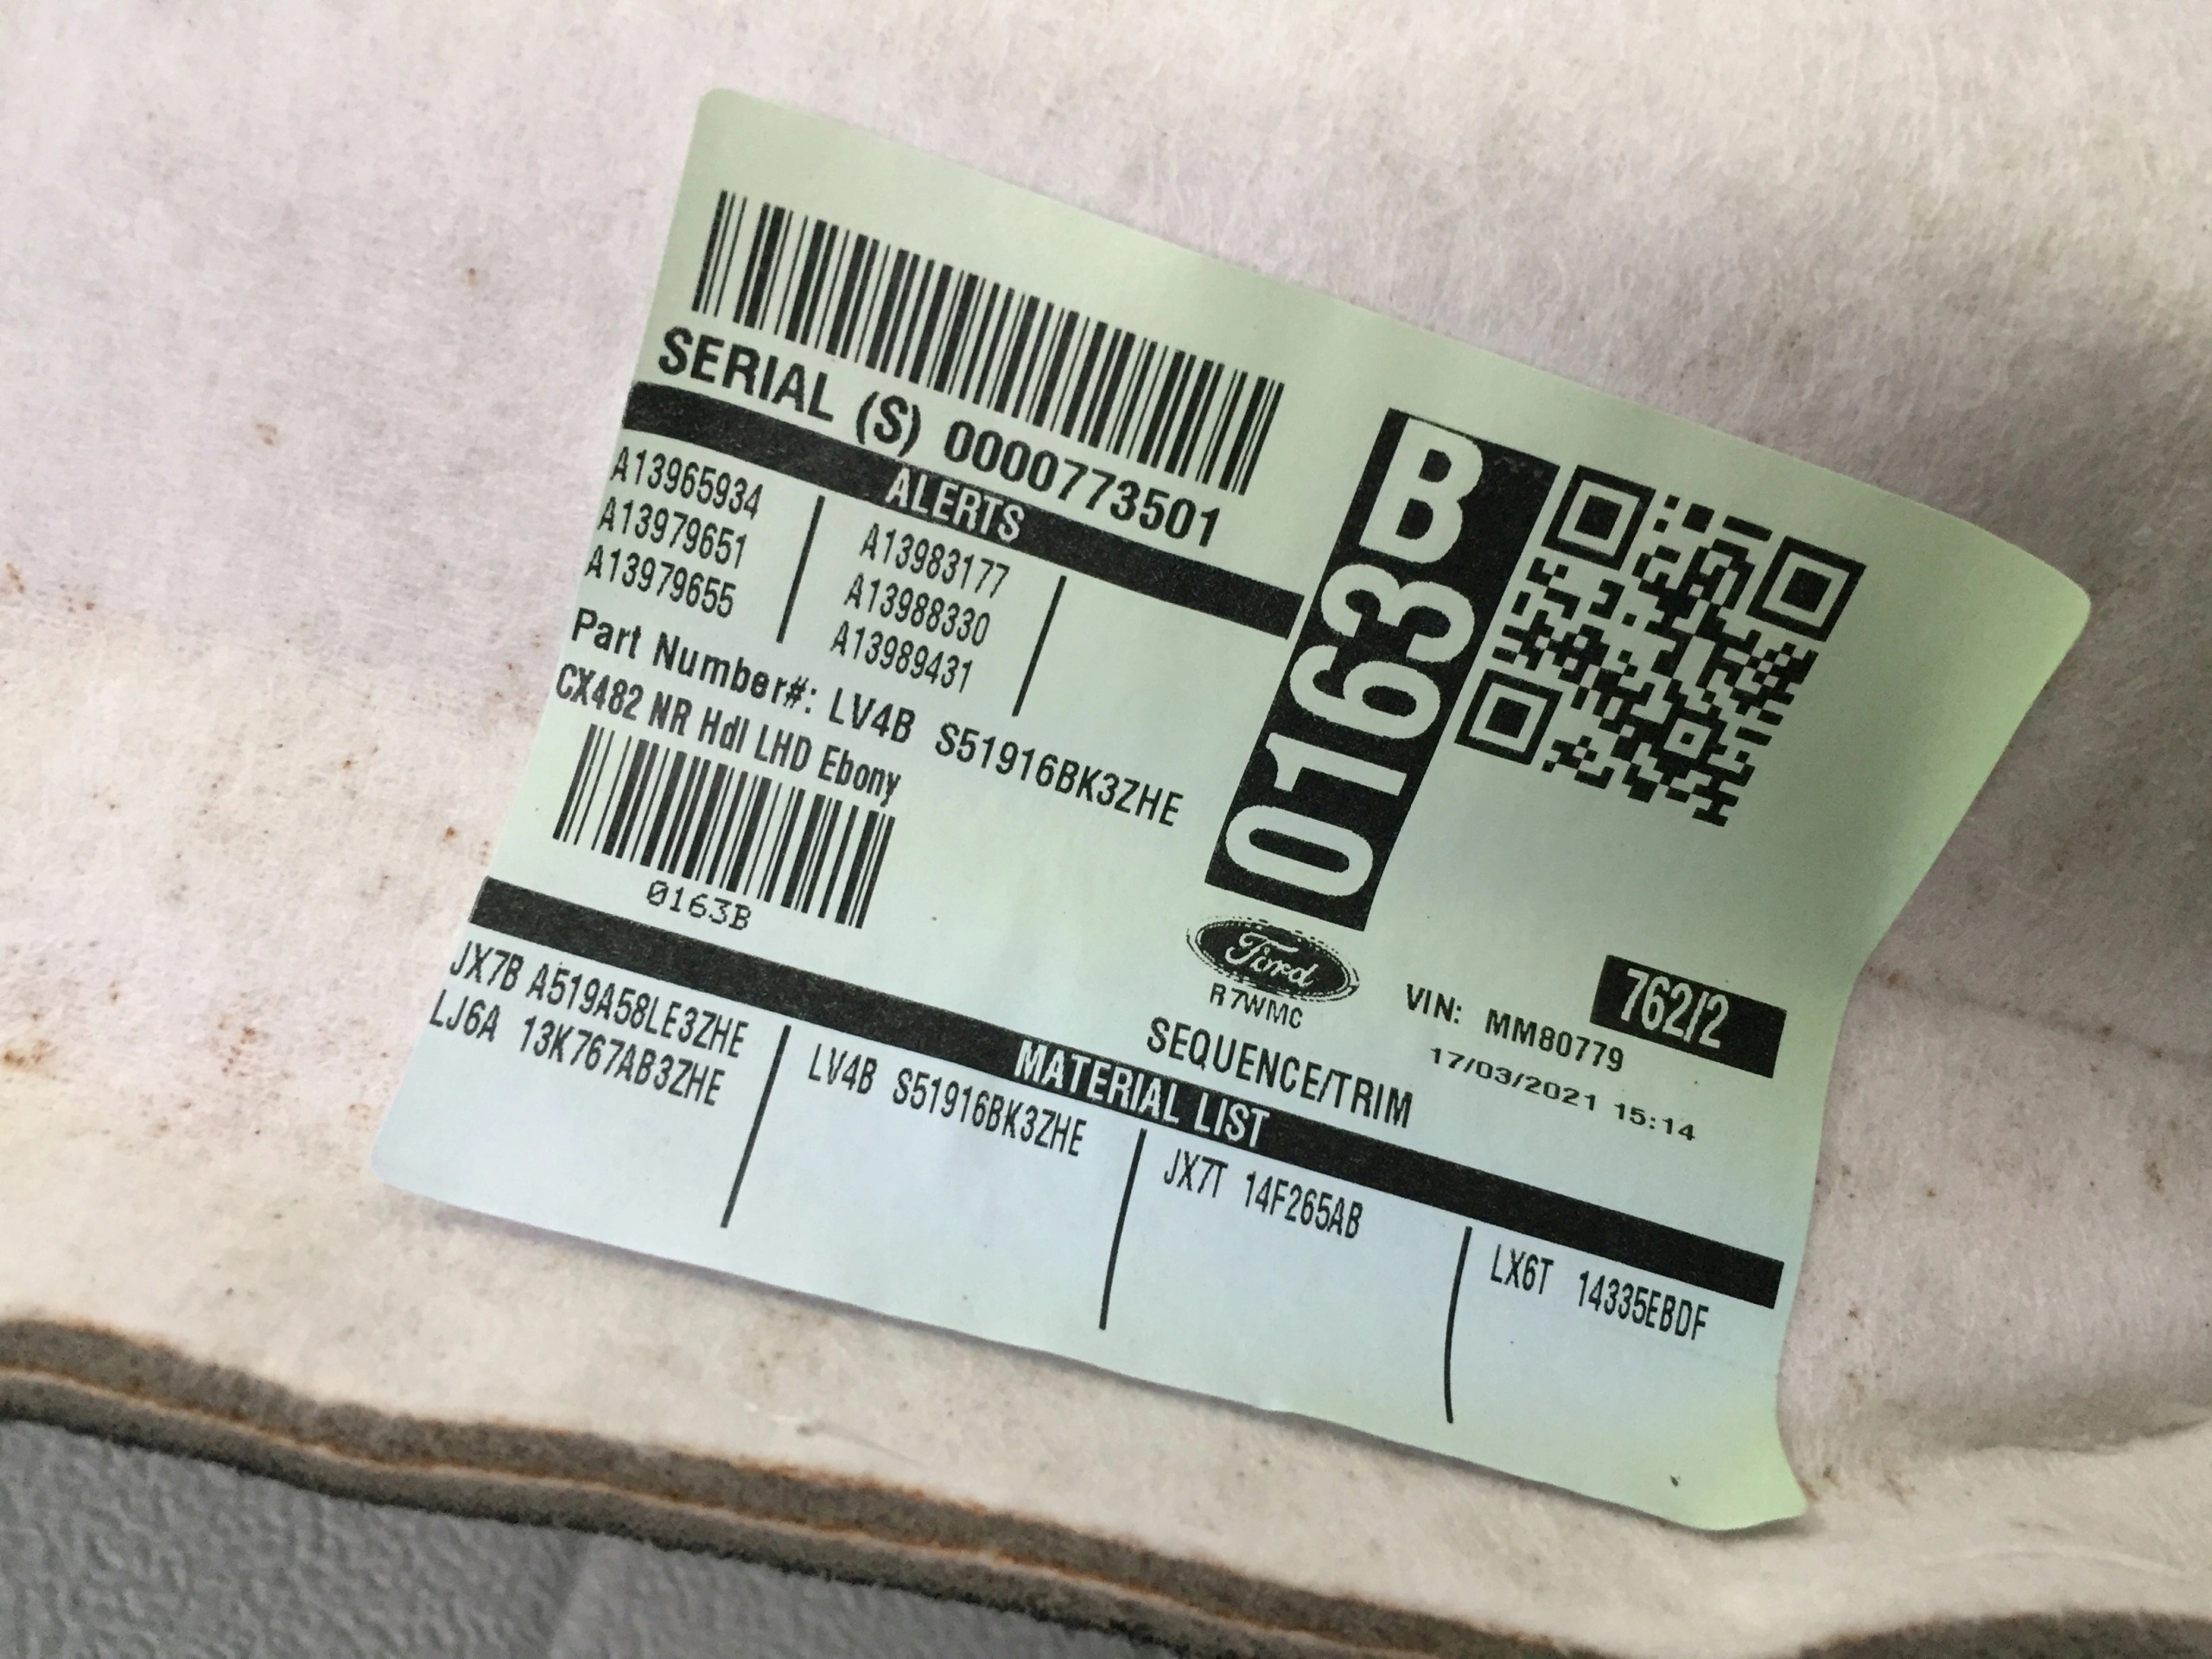 SERIAL (S) 0000773501
ALERTS
A13965934
A13979651
A13979655
A13983177
A13988330
A13989431
Part Number#: LV4B S51916BK3ZHE
CX482 NR Hdl LHD Ebony
0163B
0163B
Ford
R7WMC
SEQUENCE/TRIM
VIN: MM80779
762/2
17/03/2021 15:14
MATERIAL LIST
JX7B A519A58LE3ZHE
LJ6A 13K767AB3ZHE
LV4B S51916BK3ZHE
JX7T 14F265AB
LX6T 14335EBDF